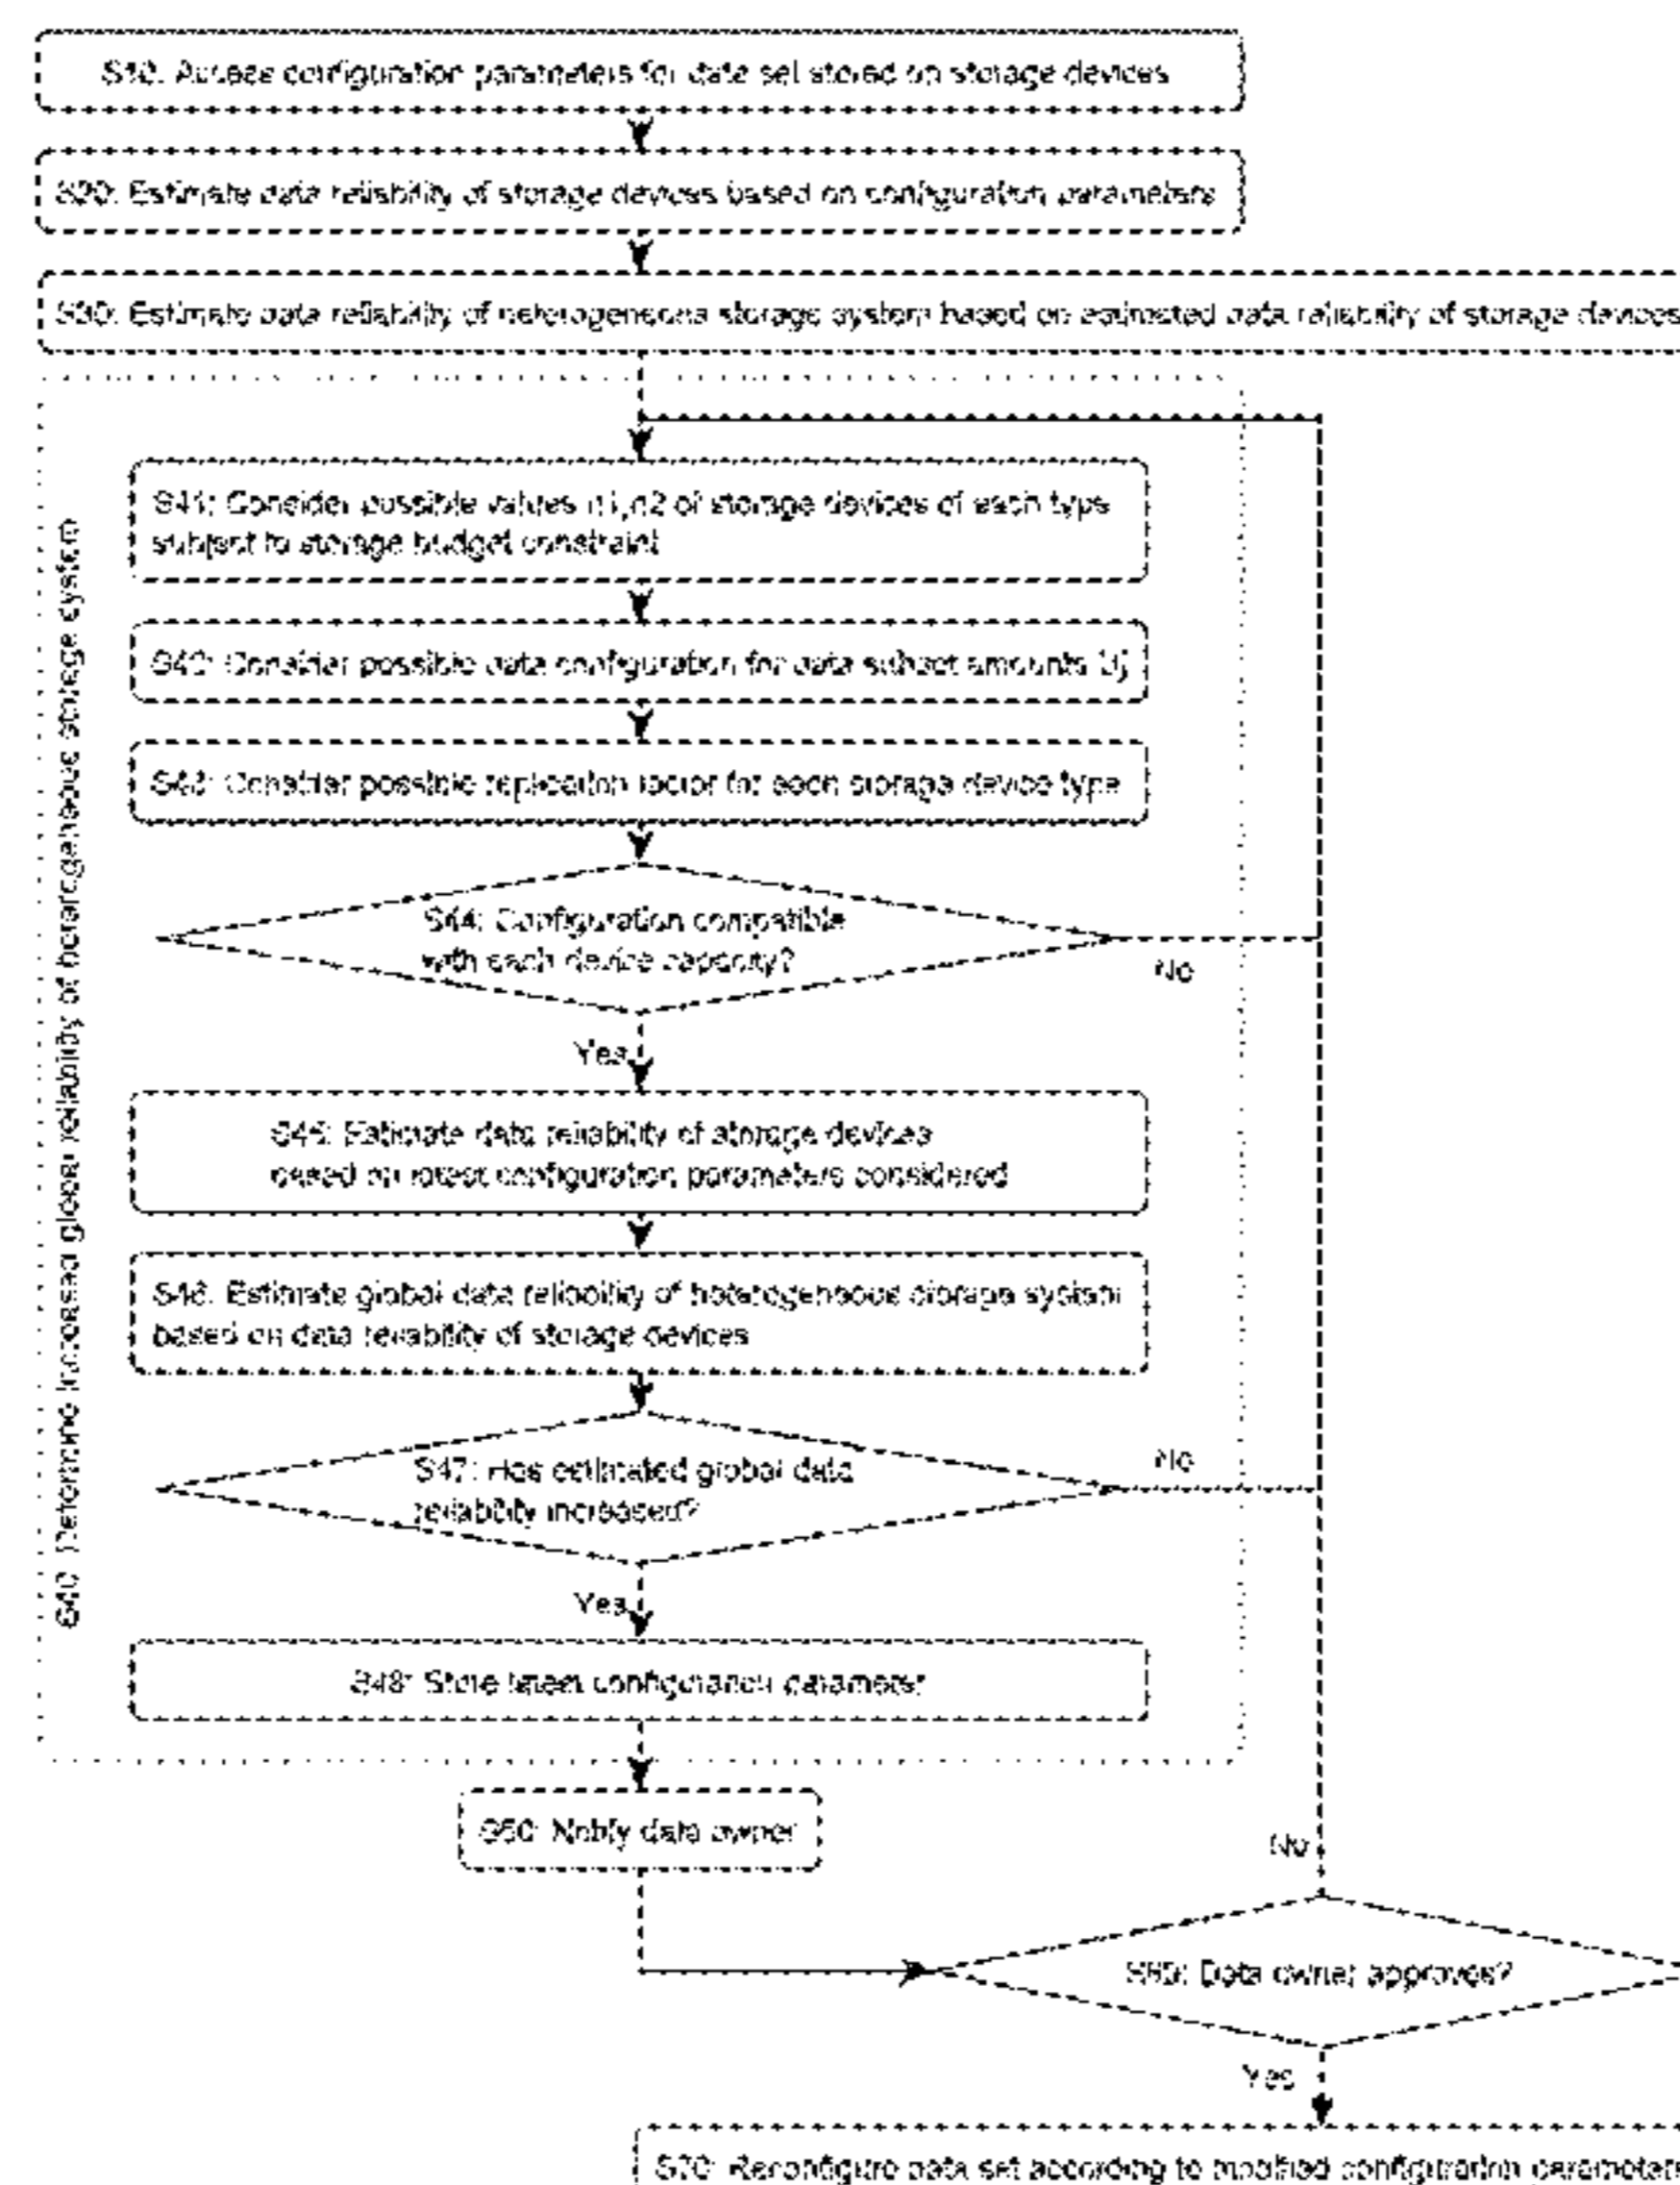 S10: Access configuration parameters for data set stored on storage devices
S20: Estimate data reliability of storage devices based on configuration parameters
S30: Estimate data reliability of heterogeneous storage system based on estimated data reliability of storage devices
S40: Determine increased global reliability of heterogeneous storage system
S41: Consider possible values n1,n2 of storage devices of each type
subject to storage budget constraint
S42: Consider possible data configuration for data subset amounts
S43: Consider possible replication factor for each storage device type
S44: Configuration compatible
with each device capacity?
No
Yes
S45: Estimate data reliability of storage devices
based on latest configuration parameters considered
S46: Estimate global data reliability of heterogeneous storage system
based on data reliability of storage devices
S47: Has estimated global data
reliability increased?
No
Yes
S48: Store latest configuration parameter
S50: Notify data owner
No
Data owner approves?
Yes
S70: Reconfigure data set according to modified configuration parameters